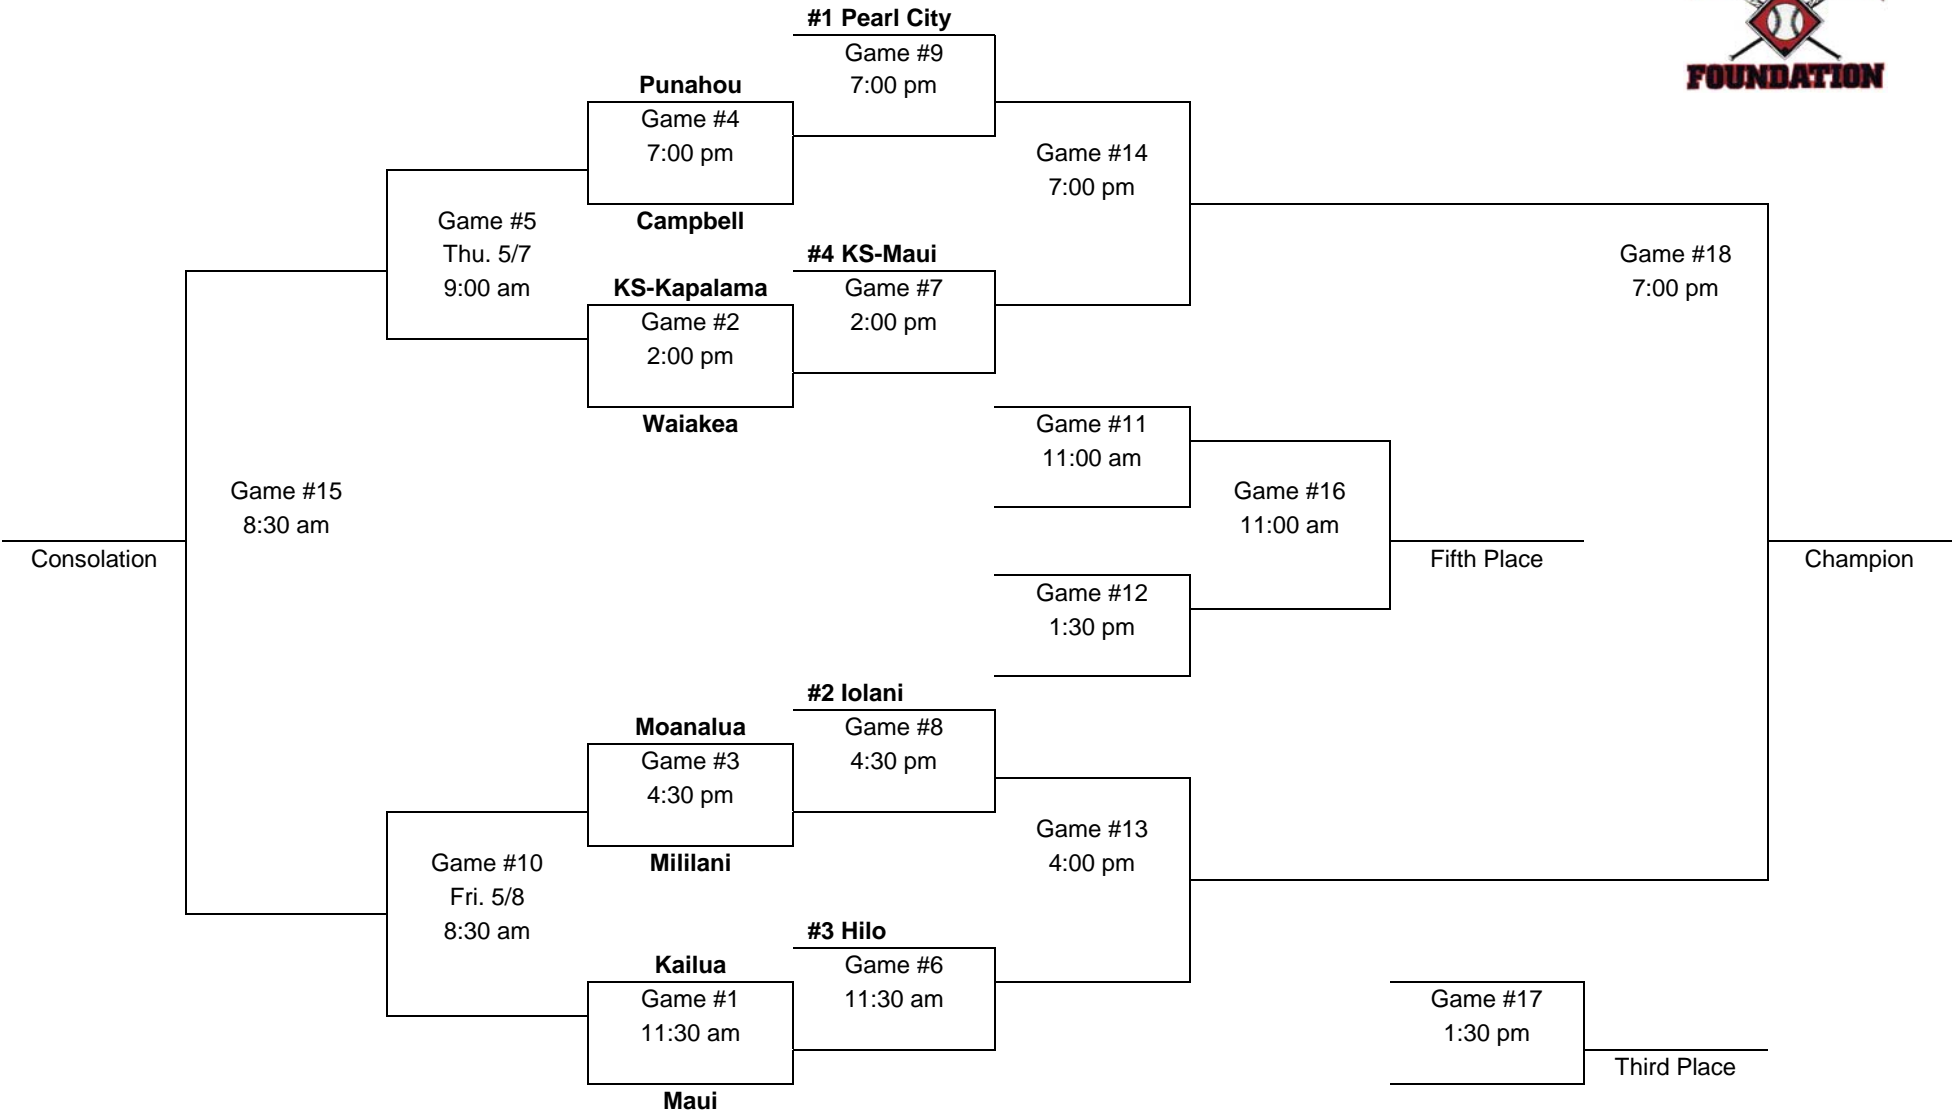 #1 Pearl City
Game #9
7:00 pm
FOUNDATION
Punahou
Game #4
7:00 pm
Campbell
Game #14
7:00 pm
Game #5
Thu. 5/7
9:00 am
#4 KS-Maui
Game #7
2:00 pm
Game #18
7:00 pm
KS-Kapalama
Game #2
2:00 pm
Waiakea
Game #11
11:00 am
Game #15
8:30 am
Game #16
11:00 am
Consolation
Fifth Place
Champion
Game #12
1:30 pm
#2 Iolani
Game #8
4:30 pm
Moanalua
Game #3
4:30 pm
Mililani
Game #13
4:00 pm
Game #10
Fri. 5/8
8:30 am
#3 Hilo
Game #6
11:30 am
Kailua
Game #1
11:30 am
Maui
Game #17
1:30 pm
Third Place